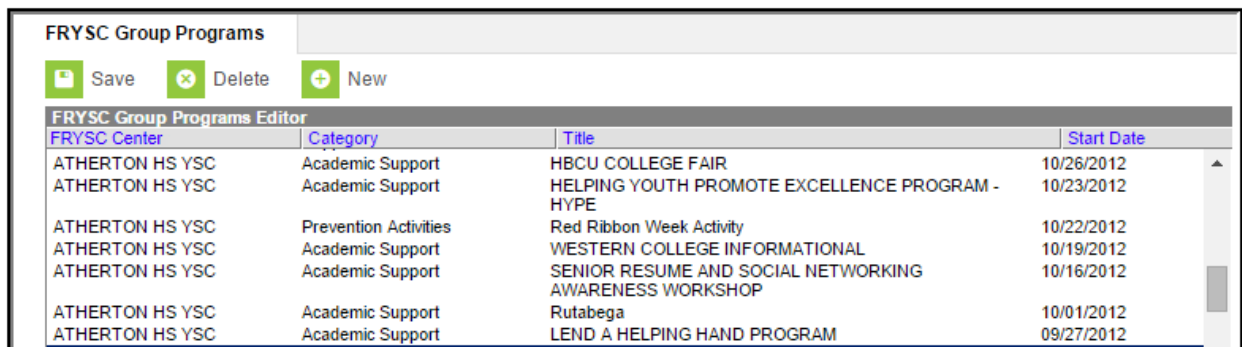 FRYSC Group Programs
Save Delete New
FRYSC Group Programs Editor
FRYSC Center Category Title Start Date
ATHERTON HS YSC Academic Support HBCU COLLEGE FAIR 10/26/2012
ATHERTON HS YSC Academic Support HELPING YOUTH PROMOTE EXCELLENCE PROGRAM - 10/23/2012
HYPE
ATHERTON HS YSC Prevention Activities Red Ribbon Week Activity 10/22/2012
ATHERTON HS YSC Academic Support WESTERN COLLEGE INFORMATIONAL 10/19/2012
ATHERTON HS YSC Academic Support SENIOR RESUME AND SOCIAL NETWORKING 10/16/2012
AWARENESS WORKSHOP
ATHERTON HS YSC Academic Support Rutabega 10/01/2012
ATHERTON HS YSC Academic Support LEND A HELPING HAND PROGRAM 09/27/2012